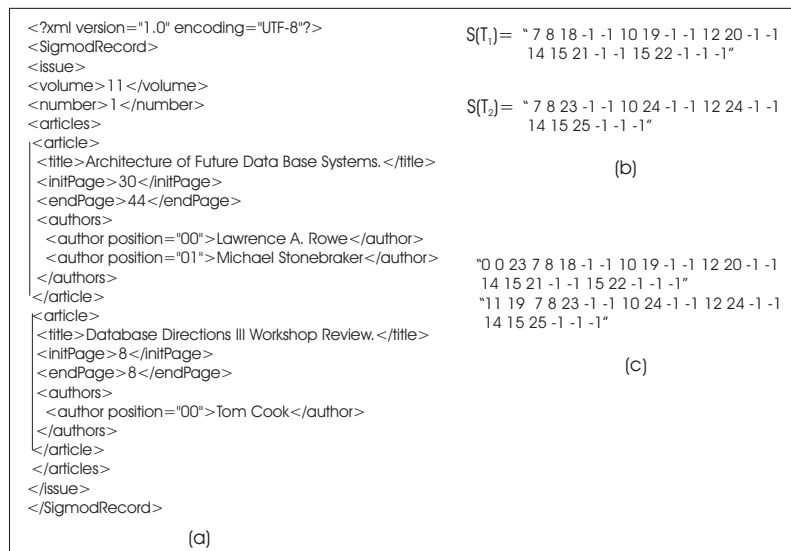 <?xml version="1.0" encoding="UTF-8"?>
<SigmodRecord>
<issue>
<volume>11</volume>
<number>1</number>
<articles>
<article>
<title>Architecture of Future Data Base Systems.</title>
<initPage>30</initPage>
<endPage>44</endPage>
<authors>
<author position="00">Lawrence A. Rowe</author>
<author position="01">Michael Stonebraker</author>
</authors>
</article>
<article>
<title>Database Directions III Workshop Review.</title>
<initPage>8</initPage>
<endPage>8</endPage>
<authors>
<author position="00">Tom Cook</author>
</authors>
</article>
</articles>
</issue>
</SigmodRecord>
(a)
S(T₁)= “ 7 8 18 -1 -1 10 19 -1 -1 12 20 -1 -1
14 15 21 -1 -1 15 22 -1 -1 -1”
S(T₂)= “ 7 8 23 -1 -1 10 24 -1 -1 12 24 -1 -1
14 15 25 -1 -1 -1”
(b)
“0 0 23 7 8 18 -1 -1 10 19 -1 -1 12 20 -1 -1
14 15 21 -1 -1 15 22 -1 -1 -1”
“11 19 7 8 23 -1 -1 10 24 -1 -1 12 24 -1 -1
14 15 25 -1 -1 -1”
(c)